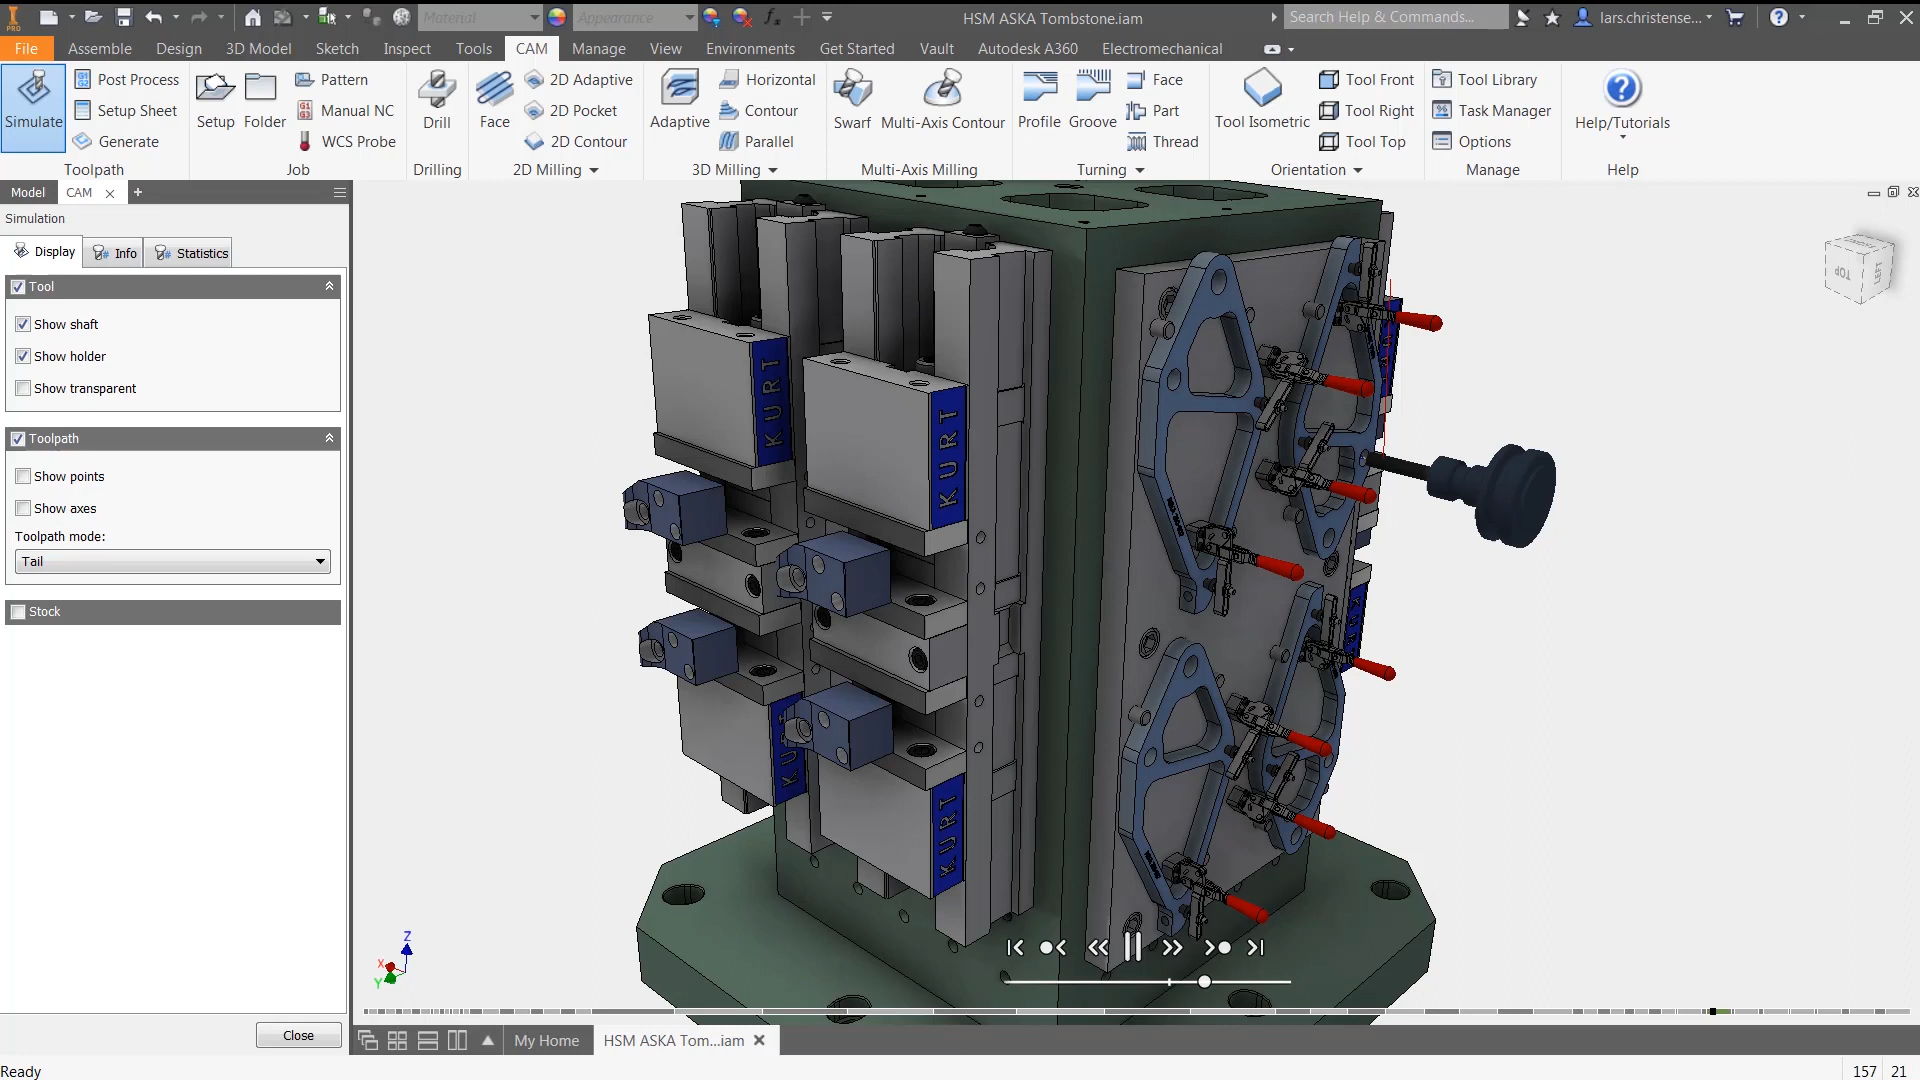 PRO
Material
Appearance
HSM ASKA Tombstone.iam
Search Help & Commands...
lars.christense...
File
Assemble
Design
3D Model
Sketch
Inspect
Tools
CAM
Manage
View
Environments
Get Started
Vault
Autodesk A360
Electromechanical
Simulate
Post Process
Setup Sheet
Generate
Toolpath
Setup
Folder
Pattern
Manual NC
WCS Probe
Job
Drill
Drilling
Face
2D Adaptive
2D Pocket
2D Contour
2D Milling
Adaptive
Horizontal
Contour
Parallel
3D Milling
Swarf
Multi-Axis Contour
Multi-Axis Milling
Profile
Groove
Face
Part
Thread
Turning
Tool Isometric
Tool Front
Tool Right
Tool Top
Orientation
Tool Library
Task Manager
Options
Manage
Help/Tutorials
Help
Model
CAM
Simulation
Display
Info
Statistics
Tool
Show shaft
Show holder
Show transparent
Toolpath
Show points
Show axes
Toolpath mode:
Tail
Stock
Close
KURT
KURT
KURT
KURT
TOP
LEFT
Z
X
Y
My Home
HSM ASKA Tom...iam
Ready
157 21